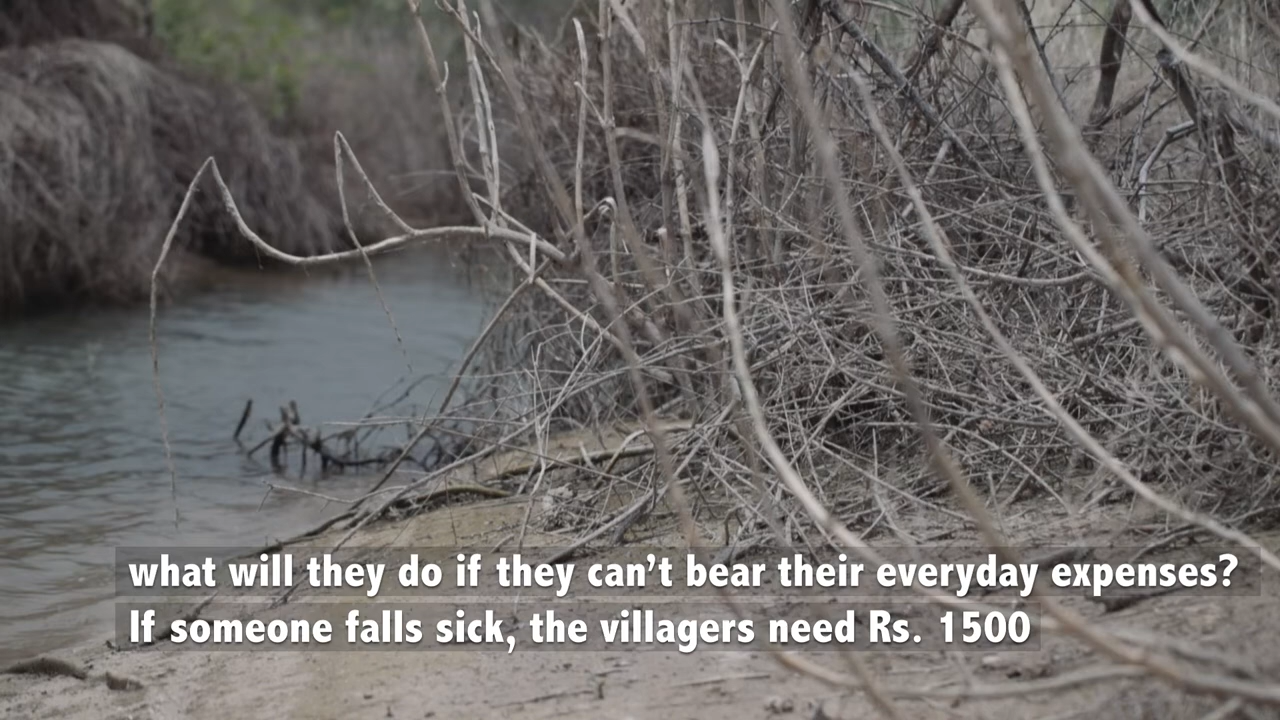 what will they do if they can’t bear their everyday expenses?
If someone falls sick, the villagers need Rs. 1500